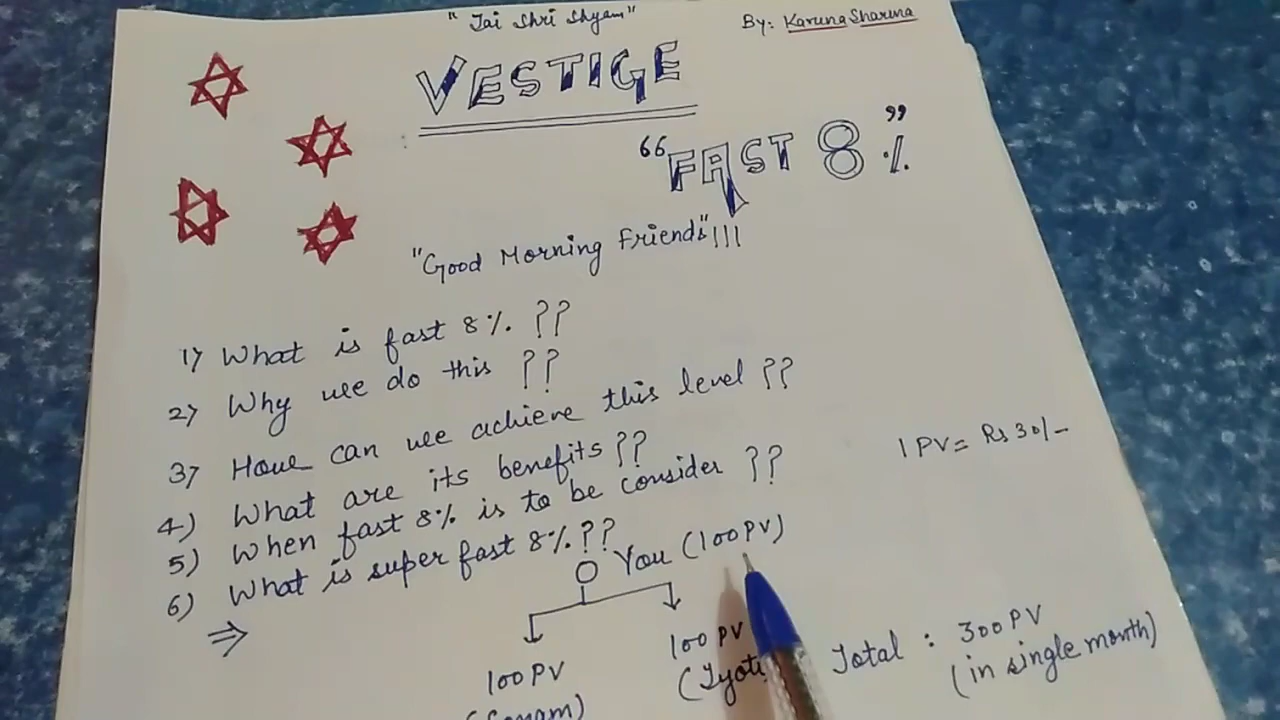 "Jai Shri Shyam"
By: Karuna Sharma
VESTIGE
"FAST 8%"
"Good Morning Friends"!!!
1) What is fast 8%. ??
2) Why we do this ??
3) How can we achieve this level ??
4) What are its benefits ??
5) When fast 8% is to be consider ??
6) What is super fast 8%. ??
1 PV = Rs 30/-
⇒
You (100PV)
100 PV
100 PV
(Jyoti
Total : 300 PV
(in single month)